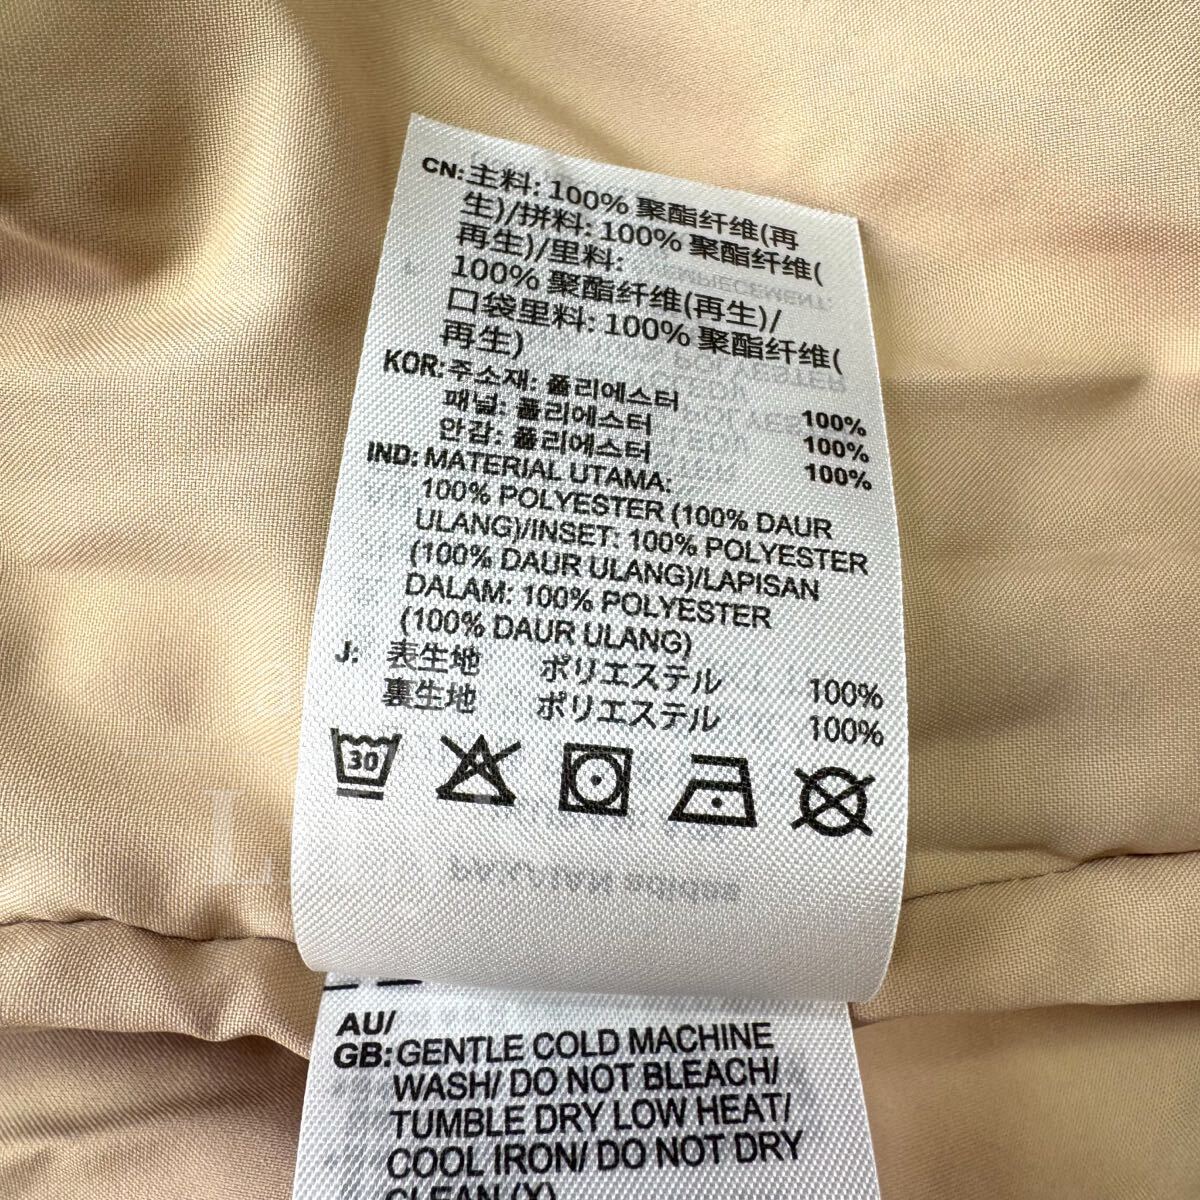 CN: 主料: 100% 聚酯纤维(再
生)/拼料: 100% 聚酯纤维(
再生)/里料:
100% 聚酯纤维(再生)/
口袋里料: 100% 聚酯纤维(
再生)
KOR: 주소재: 폴리에스터 100%
패널: 폴리에스터 100%
안감: 폴리에스터 100%
IND: MATERIAL UTAMA:
100% POLYESTER (100% DAUR
ULANG)/INSET: 100% POLYESTER
(100% DAUR ULANG)/LAPISAN
DALAM: 100% POLYESTER
(100% DAUR ULANG)
J: 表生地 ポリエステル 100%
裏生地 ポリエステル 100%
30
AU/
GB: GENTLE COLD MACHINE
WASH/ DO NOT BLEACH/
TUMBLE DRY LOW HEAT/
COOL IRON/ DO NOT DRY
CLEAN (X)